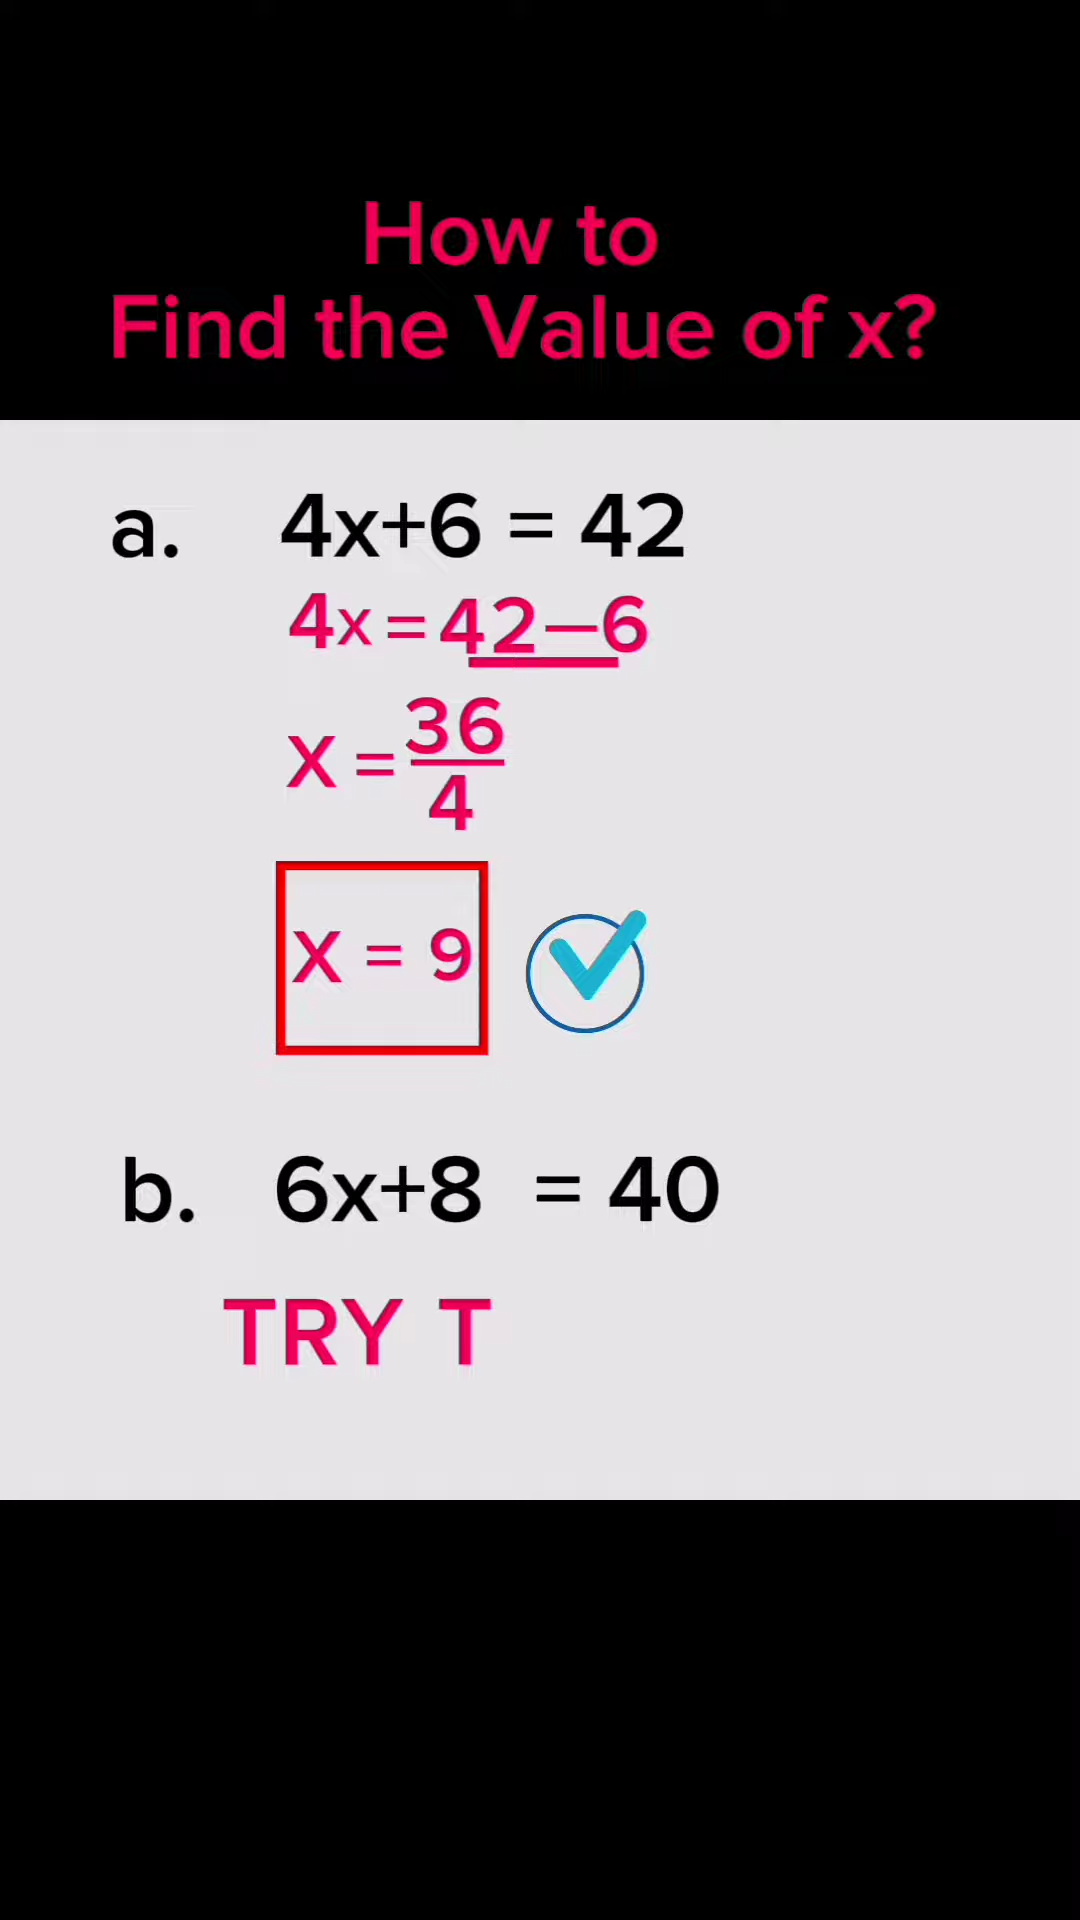 How to
Find the Value of x?
a. 4x+6 = 42
4x = 42–6
x = 36/4
x = 9
b. 6x+8 = 40
TRY T